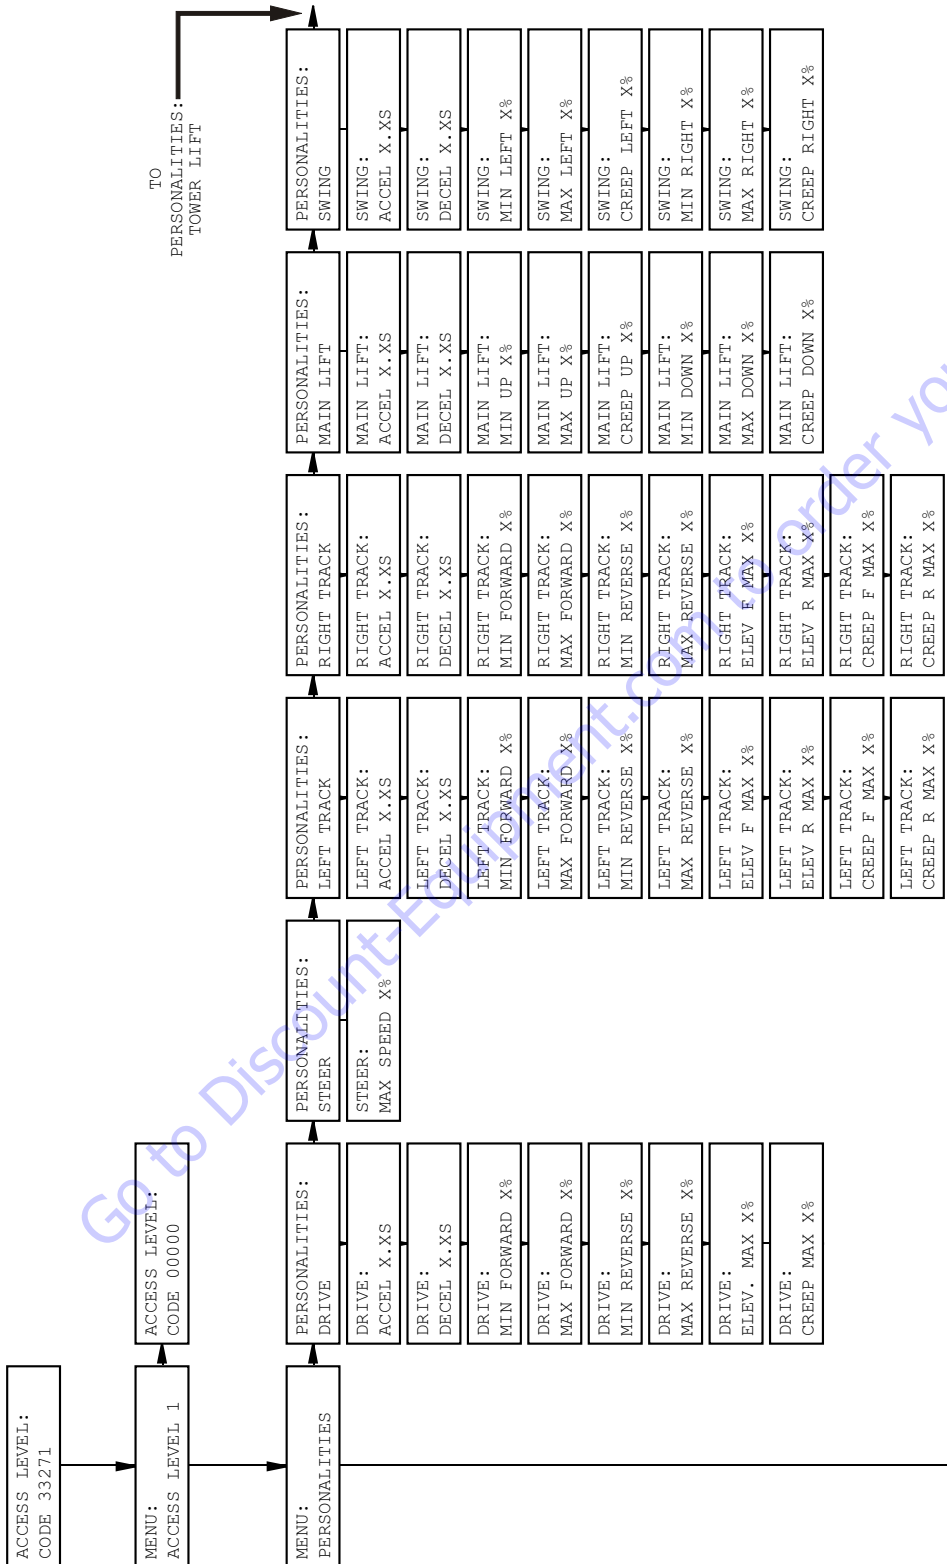 ACCESS LEVEL:
CODE 33271
MENU:
ACCESS LEVEL 1
ACCESS LEVEL:
CODE 00000
MENU:
PERSONALITIES
PERSONALITIES:
DRIVE
DRIVE:
ACCEL X.XS
DRIVE:
DECEL X.XS
DRIVE:
MIN FORWARD X%
DRIVE:
MAX FORWARD X%
DRIVE:
MIN REVERSE X%
DRIVE:
MAX REVERSE X%
DRIVE:
ELEV. MAX X%
DRIVE:
CREEP MAX X%
PERSONALITIES:
STEER
STEER:
MAX SPEED X%
PERSONALITIES:
LEFT TRACK
LEFT TRACK:
ACCEL X.XS
LEFT TRACK:
DECEL X.XS
LEFT TRACK:
MIN FORWARD X%
LEFT TRACK:
MAX FORWARD X%
LEFT TRACK:
MIN REVERSE X%
LEFT TRACK:
MAX REVERSE X%
LEFT TRACK:
ELEV F MAX X%
LEFT TRACK:
ELEV R MAX X%
LEFT TRACK:
CREEP F MAX X%
LEFT TRACK:
CREEP R MAX X%
PERSONALITIES:
RIGHT TRACK
RIGHT TRACK:
ACCEL X.XS
RIGHT TRACK:
DECEL X.XS
RIGHT TRACK:
MIN FORWARD X%
RIGHT TRACK:
MAX FORWARD X%
RIGHT TRACK:
MIN REVERSE X%
RIGHT TRACK:
MAX REVERSE X%
RIGHT TRACK:
ELEV F MAX X%
RIGHT TRACK:
ELEV R MAX X%
RIGHT TRACK:
CREEP F MAX X%
RIGHT TRACK:
CREEP R MAX X%
PERSONALITIES:
MAIN LIFT
MAIN LIFT:
ACCEL X.XS
MAIN LIFT:
DECEL X.XS
MAIN LIFT:
MIN UP X%
MAIN LIFT:
MAX UP X%
MAIN LIFT:
CREEP UP X%
MAIN LIFT:
MIN DOWN X%
MAIN LIFT:
MAX DOWN X%
MAIN LIFT:
CREEP DOWN X%
PERSONALITIES:
SWING
SWING:
ACCEL X.XS
SWING:
DECEL X.XS
SWING:
MIN LEFT X%
SWING:
MAX LEFT X%
SWING:
CREEP LEFT X%
SWING:
MIN RIGHT X%
SWING:
MAX RIGHT X%
SWING:
CREEP RIGHT X%
TO
PERSONALITIES:
TOWER LIFT
Go to Discount-Equipment.com to order you